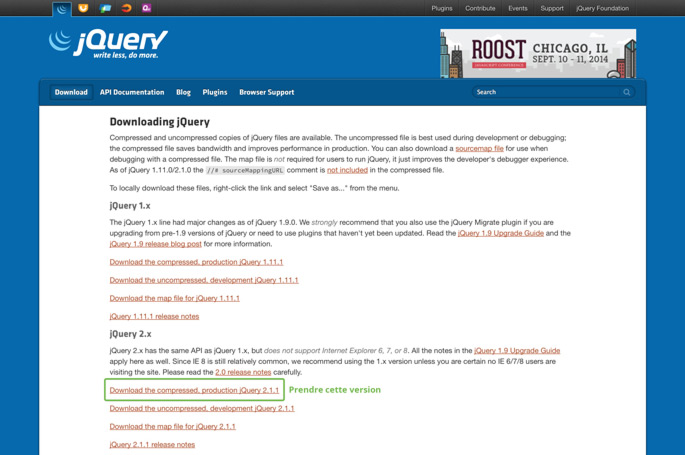 Plugins Contribute Events Support jQuery Foundation
jQuery
write less, do more.
ROOST
JAVASCRIPT CONFERENCE
CHICAGO, IL
SEPT. 10 - 11, 2014
Download API Documentation Blog Plugins Browser Support Search
Downloading jQuery
Compressed and uncompressed copies of jQuery files are available. The uncompressed file is best used during development or debugging;
the compressed file saves bandwidth and improves performance in production. You can also download a sourcemap file for use when
debugging with a compressed file. The map file is not required for users to run jQuery, it just improves the developer's debugger experience.
As of jQuery 1.11.0/2.1.0 the //# sourceMappingURL comment is not included in the compressed file.
To locally download these files, right-click the link and select "Save as..." from the menu.
jQuery 1.x
The jQuery 1.x line had major changes as of jQuery 1.9.0. We strongly recommend that you also use the jQuery Migrate plugin if you are
upgrading from pre-1.9 versions of jQuery or need to use plugins that haven't yet been updated. Read the jQuery 1.9 Upgrade Guide and the
jQuery 1.9 release blog post for more information.
Download the compressed, production jQuery 1.11.1
Download the uncompressed, development jQuery 1.11.1
Download the map file for jQuery 1.11.1
jQuery 1.11.1 release notes
jQuery 2.x
jQuery 2.x has the same API as jQuery 1.x, but does not support Internet Explorer 6, 7, or 8. All the notes in the jQuery 1.9 Upgrade Guide
apply here as well. Since IE 8 is still relatively common, we recommend using the 1.x version unless you are certain no IE 6/7/8 users are
visiting the site. Please read the 2.0 release notes carefully.
Download the compressed, production jQuery 2.1.1 Prendre cette version
Download the uncompressed, development jQuery 2.1.1
Download the map file for jQuery 2.1.1
jQuery 2.1.1 release notes